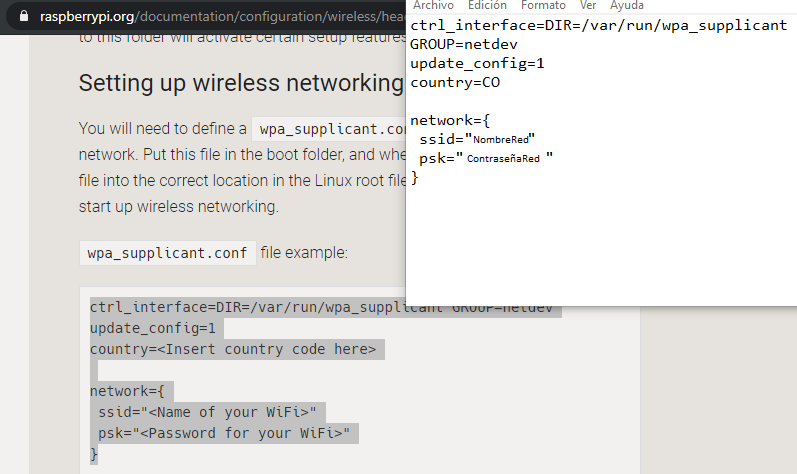 raspberrypi.org/documentation/configuration/wireless/hea
to this folder will activate certain setup features
Setting up wireless networking
You will need to define a wpa_supplicant.con
network. Put this file in the boot folder, and whe
file into the correct location in the Linux root file
start up wireless networking.
wpa_supplicant.conf file example:
ctrl_interface=DIR=/var/run/wpa_supplicant GROUP=netdev
update_config=1
country=<Insert country code here>
network={
ssid="<Name of your WiFi>"
psk="<Password for your WiFi>"
}
Archivo Edición Formato Ver Ayuda
ctrl_interface=DIR=/var/run/wpa_supplicant
GROUP=netdev
update_config=1
country=CO
network={
ssid="NombreRed"
psk="ContraseñaRed "
}